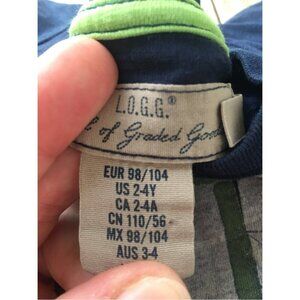 L.O.G.G.®
of Graded Goods
EUR 98/104
US 2-4Y
CA 2-4A
CN 110/56
MX 98/104
AUS 3-4